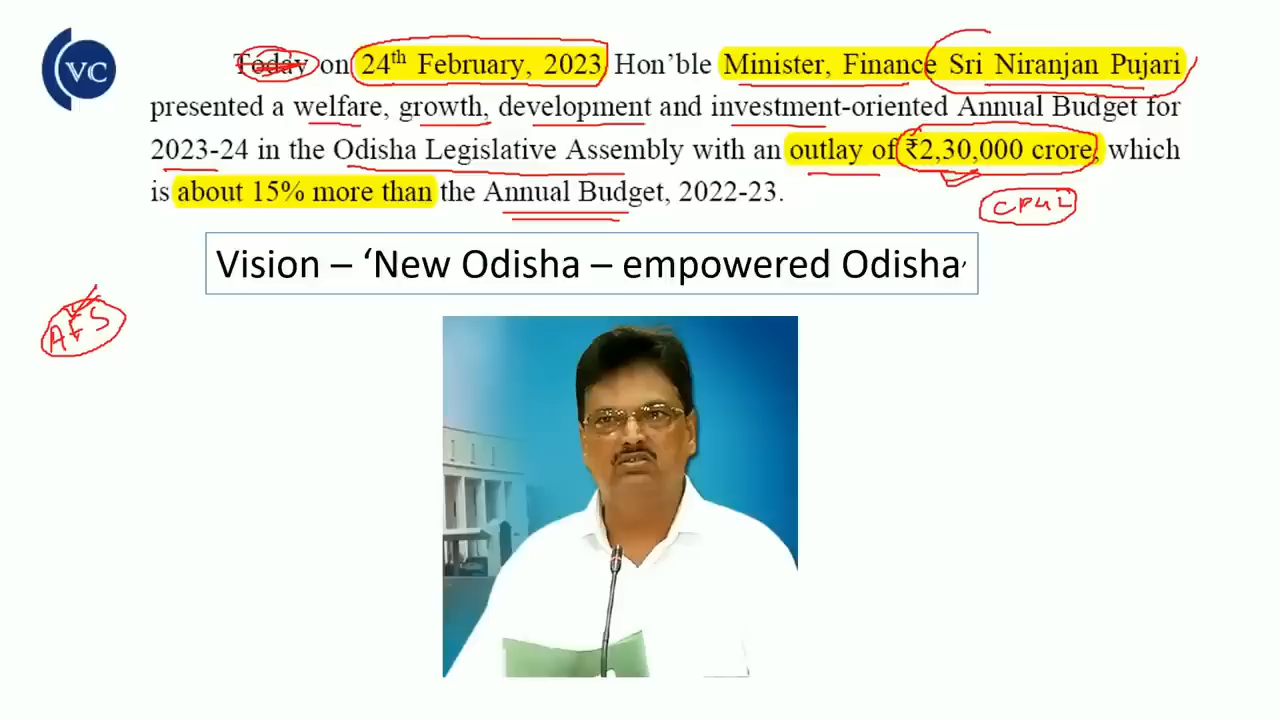 VC
Today on 24th February, 2023 Hon’ble Minister, Finance Sri Niranjan Pujari
presented a welfare, growth, development and investment-oriented Annual Budget for
2023-24 in the Odisha Legislative Assembly with an outlay of ₹2,30,000 crore, which
is about 15% more than the Annual Budget, 2022-23.
Vision – ‘New Odisha – empowered Odisha’
AFS